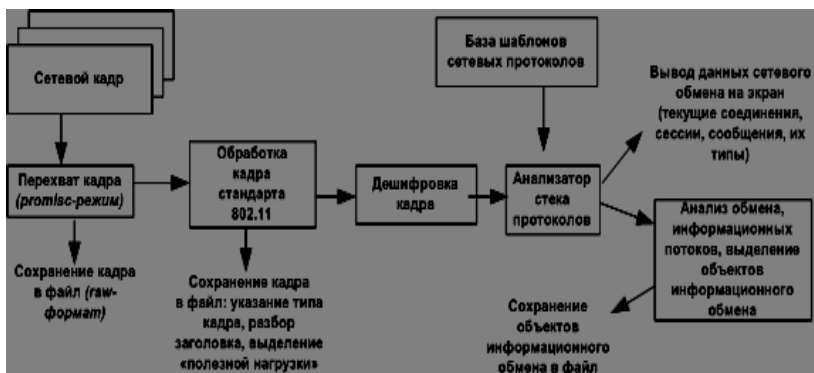 Сетевой кадр
База шаблонов
сетевых протоколов
Вывод данных сетевого
обмена на экран
(текущие соединения,
сессии, сообщения, их
типы)
Перехват кадра
(promisc-режим)
Обработка
кадра
стандарта
802.11
Дешифровка
кадра
Анализатор
стека
протоколов
Анализ обмена,
информационных
потоков, выделение
объектов
информационного
обмена
Сохранение кадра
в файл (raw-
формат)
Сохранение кадра
в файл: указание типа
кадра, разбор
заголовка, выделение
«полезной нагрузки»
Сохранение
объектов
информационного
обмена в файл